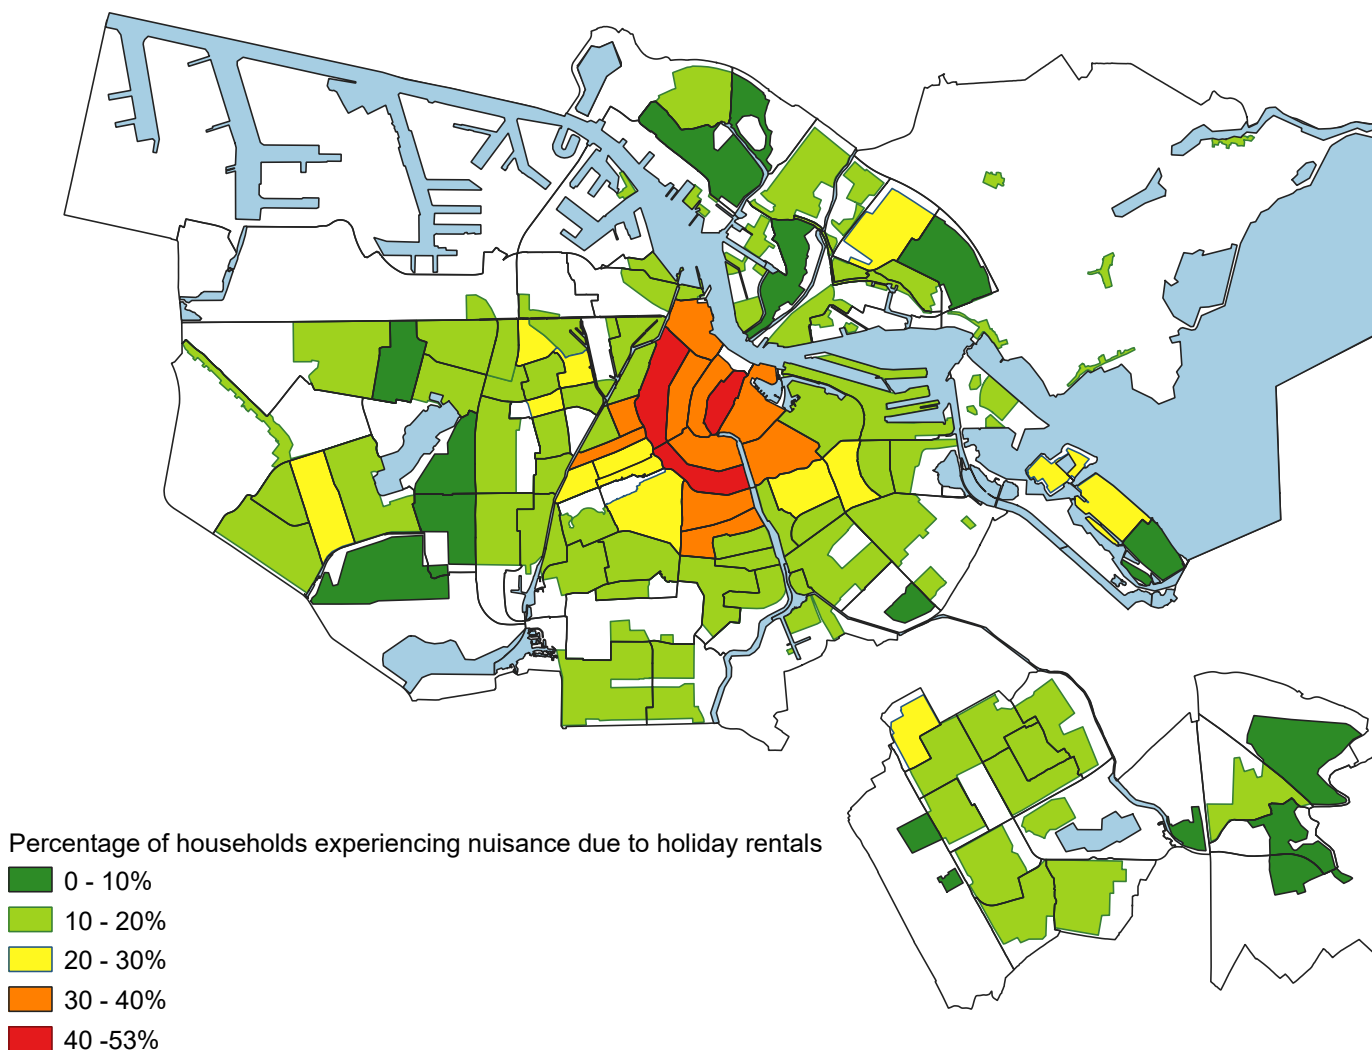 Percentage of households experiencing nuisance due to holiday rentals
0 - 10%
10 - 20%
20 - 30%
30 - 40%
40 -53%